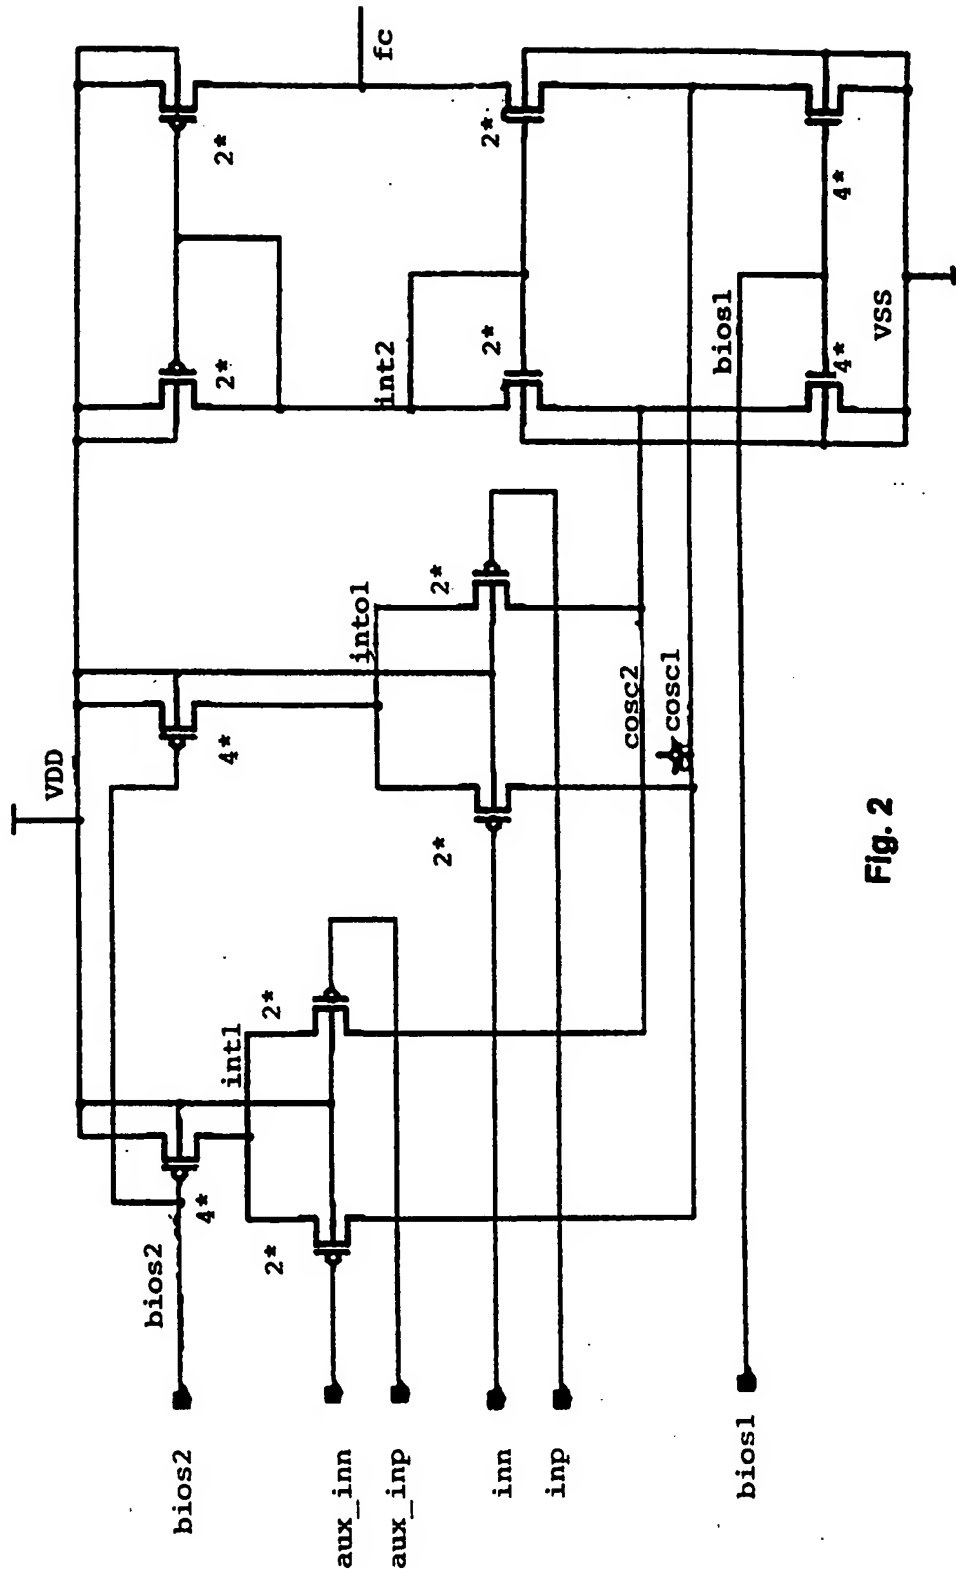 VDD
bios2
bios2
4*
4*
2*
2*
int1
2*
2*
aux_inn
into1
int2
fc
aux_inp
2*
2*
2*
2*
inn
inp
cosc2
cosc1
bios1
bios1
4*
4*
VSS
Fig. 2